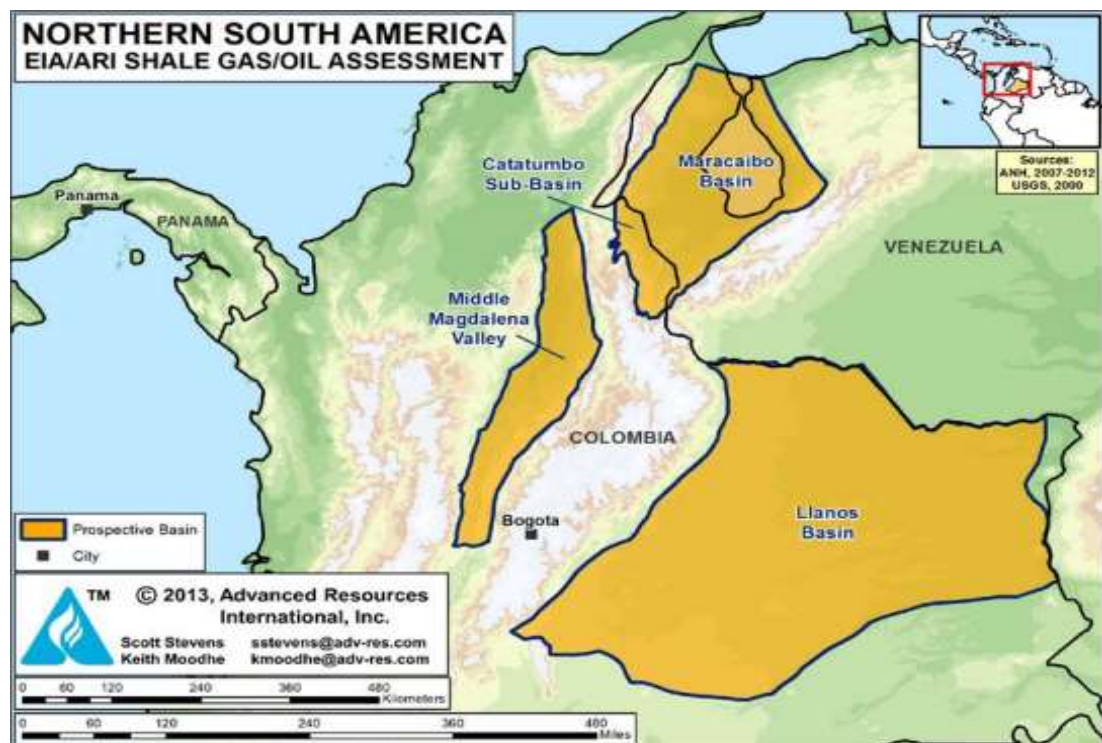 NORTHERN SOUTH AMERICA
EIA/ARI SHALE GAS/OIL ASSESSMENT
Sources:
ANH, 2007-2012
USGS, 2000
Catatumbo
Sub-Basin
Maracaibo
Basin
Panama
PANAMA
VENEZUELA
Middle
Magdalena
Valley
COLOMBIA
Bogota
Llanos
Basin
Prospective Basin
City
TM
© 2013, Advanced Resources
International, Inc.
Scott Stevens sstevens@adv-res.com
Keith Moodhe kmoodhe@adv-res.com
0 60 120 240 360 480
Kilometers
0 60 120 240 360 480
Miles